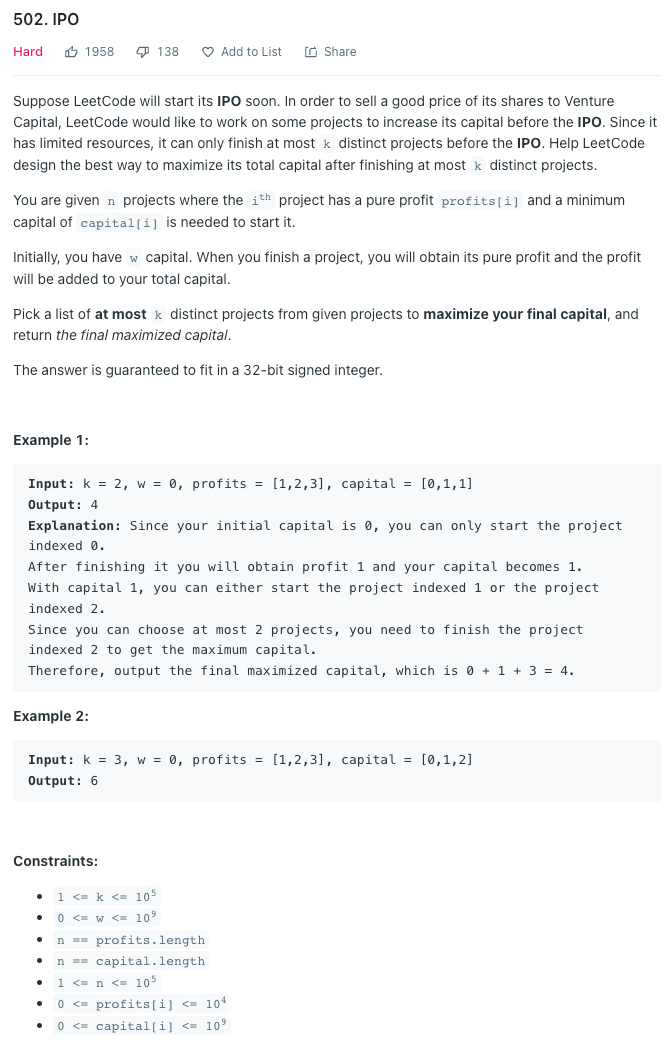 502. IPO
Hard 1958 138 Add to List Share
Suppose LeetCode will start its IPO soon. In order to sell a good price of its shares to Venture
Capital, LeetCode would like to work on some projects to increase its capital before the IPO. Since it
has limited resources, it can only finish at most k distinct projects before the IPO. Help LeetCode
design the best way to maximize its total capital after finishing at most k distinct projects.
You are given n projects where the ith project has a pure profit profits[i] and a minimum
capital of capital[i] is needed to start it.
Initially, you have w capital. When you finish a project, you will obtain its pure profit and the profit
will be added to your total capital.
Pick a list of at most k distinct projects from given projects to maximize your final capital, and
return the final maximized capital.
The answer is guaranteed to fit in a 32-bit signed integer.
Example 1:
Input: k = 2, w = 0, profits = [1,2,3], capital = [0,1,1]
Output: 4
Explanation: Since your initial capital is 0, you can only start the project
indexed 0.
After finishing it you will obtain profit 1 and your capital becomes 1.
With capital 1, you can either start the project indexed 1 or the project
indexed 2.
Since you can choose at most 2 projects, you need to finish the project
indexed 2 to get the maximum capital.
Therefore, output the final maximized capital, which is 0 + 1 + 3 = 4.
Example 2:
Input: k = 3, w = 0, profits = [1,2,3], capital = [0,1,2]
Output: 6
Constraints:
• 1 <= k <= 10⁵
• 0 <= w <= 10⁹
• n == profits.length
• n == capital.length
• 1 <= n <= 10⁵
• 0 <= profits[i] <= 10⁴
• 0 <= capital[i] <= 10⁹